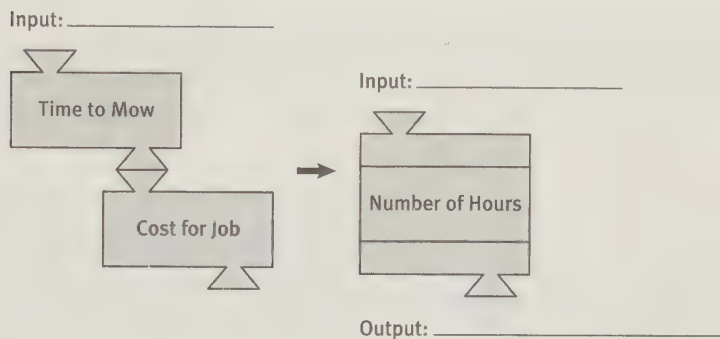 Input:
Time to Mow
Cost for Job
Input:
Number of Hours
Output: